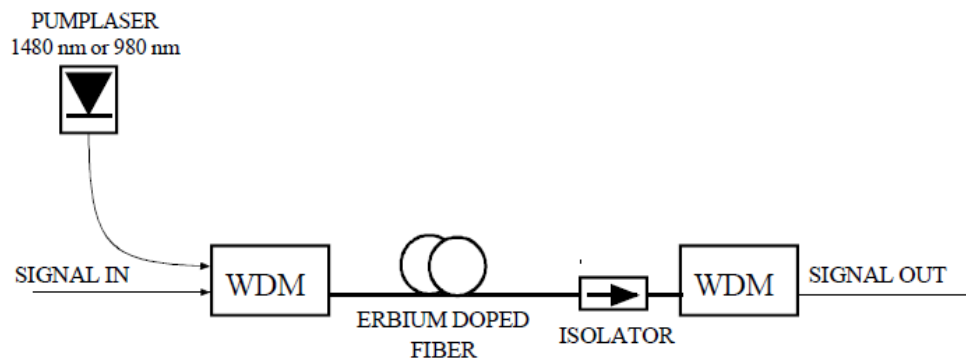 PUMPLASER
1480 nm or 980 nm
SIGNAL IN
WDM
ERBIUM DOPED
FIBER
ISOLATOR
WDM
SIGNAL OUT